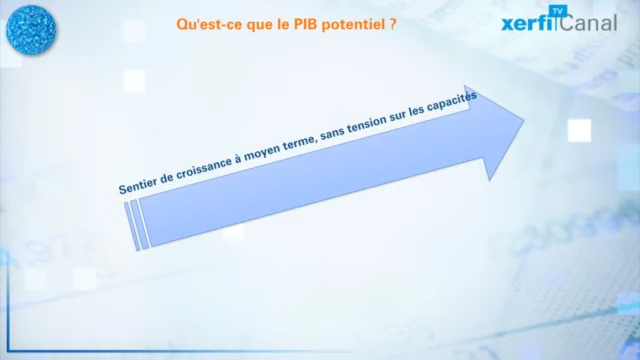 Qu'est-ce que le PIB potentiel ?
TV
xerfi Canal
Sentier de croissance à moyen terme, sans tension sur les capacités